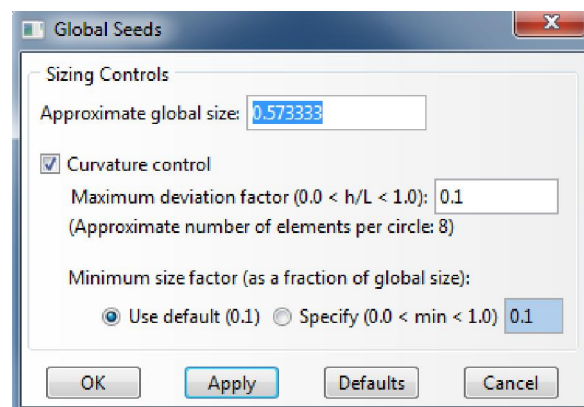 Global Seeds
Sizing Controls
Approximate global size: 0.573333
Curvature control
Maximum deviation factor (0.0 < h/L < 1.0): 0.1
(Approximate number of elements per circle: 8)
Minimum size factor (as a fraction of global size):
Use default (0.1) Specify (0.0 < min < 1.0) 0.1
OK Apply Defaults Cancel